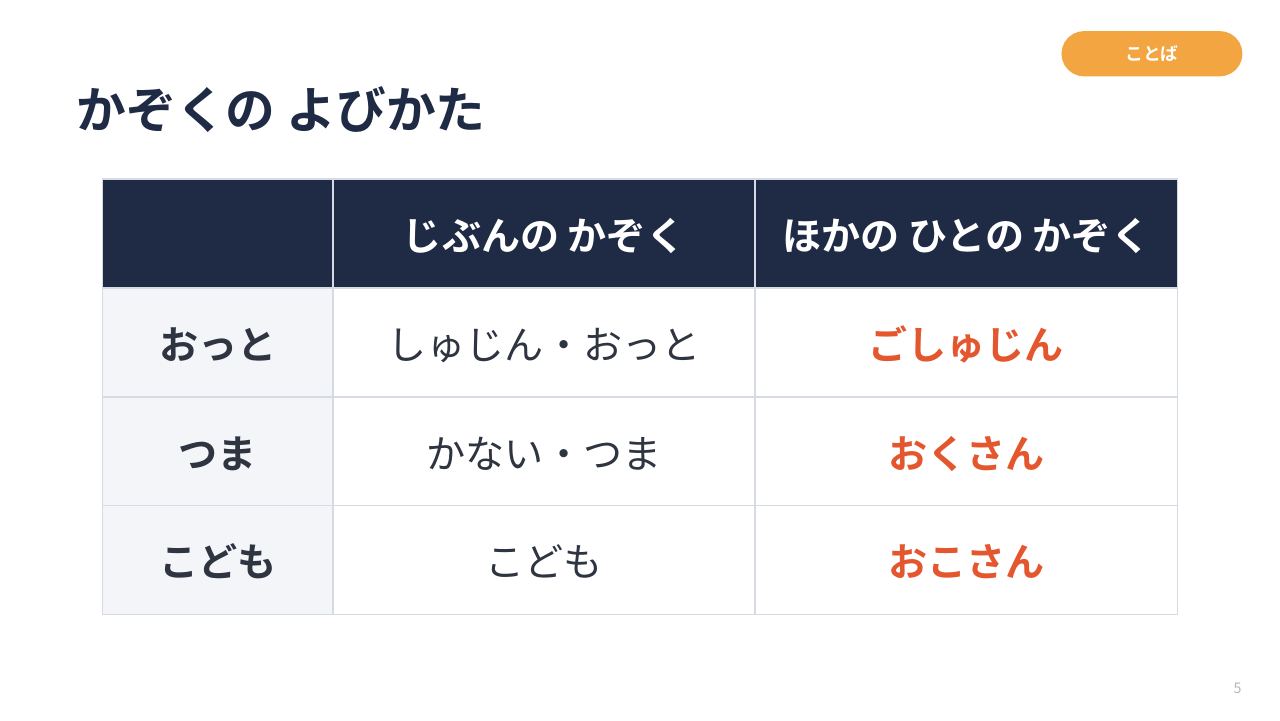 ことば
かぞくの よびかた
じぶんの かぞく
ほかの ひとの かぞく
おっと
しゅじん・おっと
ごしゅじん
つま
かない・つま
おくさん
こども
こども
おこさん
5